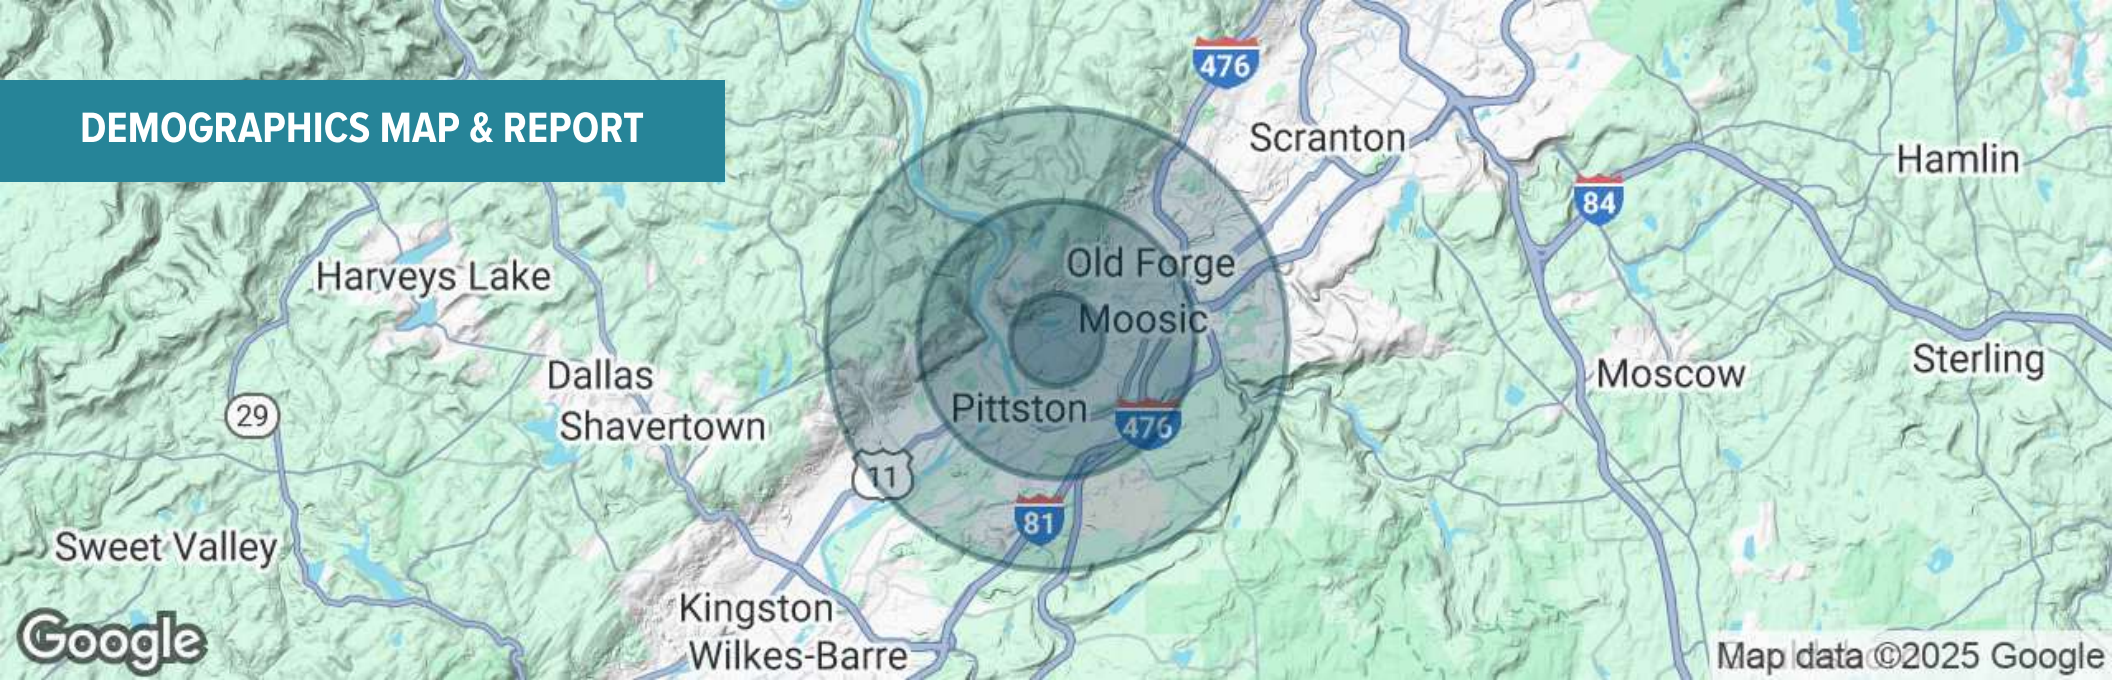 DEMOGRAPHICS MAP & REPORT
476
Scranton
Hamlin
84
Old Forge
Harveys Lake
Moosic
Dallas
Moscow
Sterling
29
Pittston
Shavertown
476
11
81
Sweet Valley
Kingston
Google
Wilkes-Barre
Map data ©2025 Google